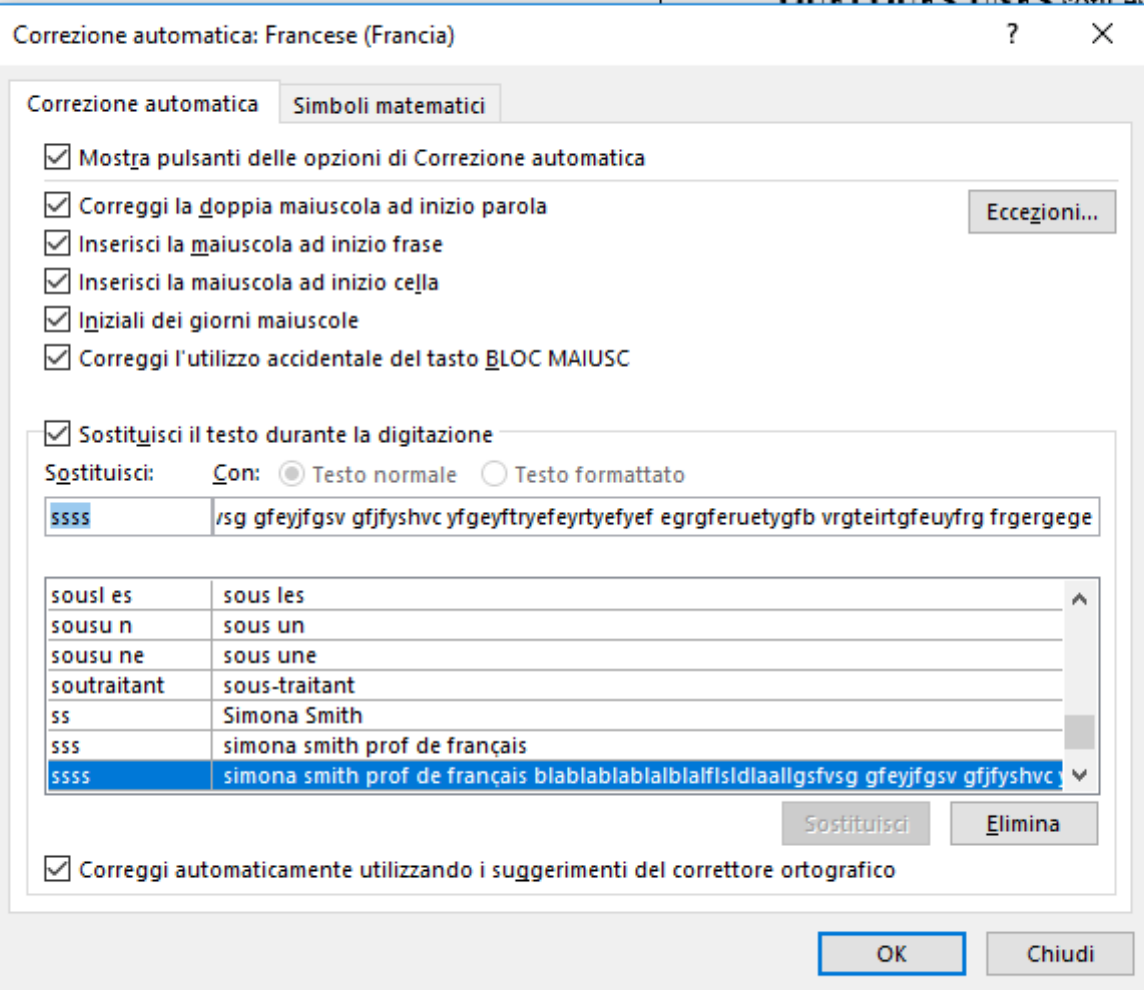 Correzione automatica: Francese (Francia) ?
Correzione automatica Simboli matematici
Mostra pulsanti delle opzioni di Correzione automatica
Correggi la doppia maiuscola ad inizio parola Eccezioni...
Inserisci la maiuscola ad inizio frase
Inserisci la maiuscola ad inizio cella
Iniziali dei giorni maiuscole
Correggi l'utilizzo accidentale del tasto BLOC MAIUSC
Sostituisci il testo durante la digitazione
Sostituisci: Con: Testo normale Testo formattato
ssss vsg gfeyjfgsv gfjfyshvc yfgeyftryefeyrtyefyef egrgferuetygfb vrgteirtgfeuyfrg frgergege
sousl es sous les
sousu n sous un
sousu ne sous une
soutraitant sous-traitant
ss Simona Smith
sss simona smith prof de français
ssss simona smith prof de français blablablablalblalflsldlaallgsfvsg gfeyjfgsv gfjfyshvc y
Sostituisci Elimina
Correggi automaticamente utilizzando i suggerimenti del correttore ortografico
OK Chiudi